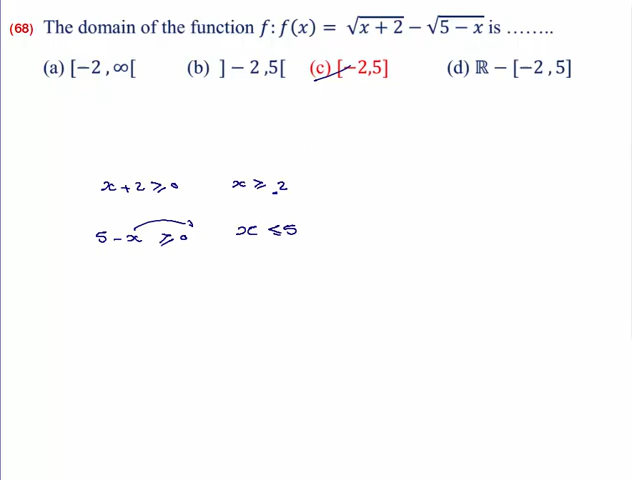 (68) The domain of the function f: f(x) = √x + 2 − √5 − x is ........
(a) [−2 , ∞[ (b) ] − 2 ,5[ (c) [−2,5] (d) ℝ − [−2 , 5]
x + 2 ⩾ 0 x ⩾ -2
5 − x ⩾ 0 x ⩽ 5